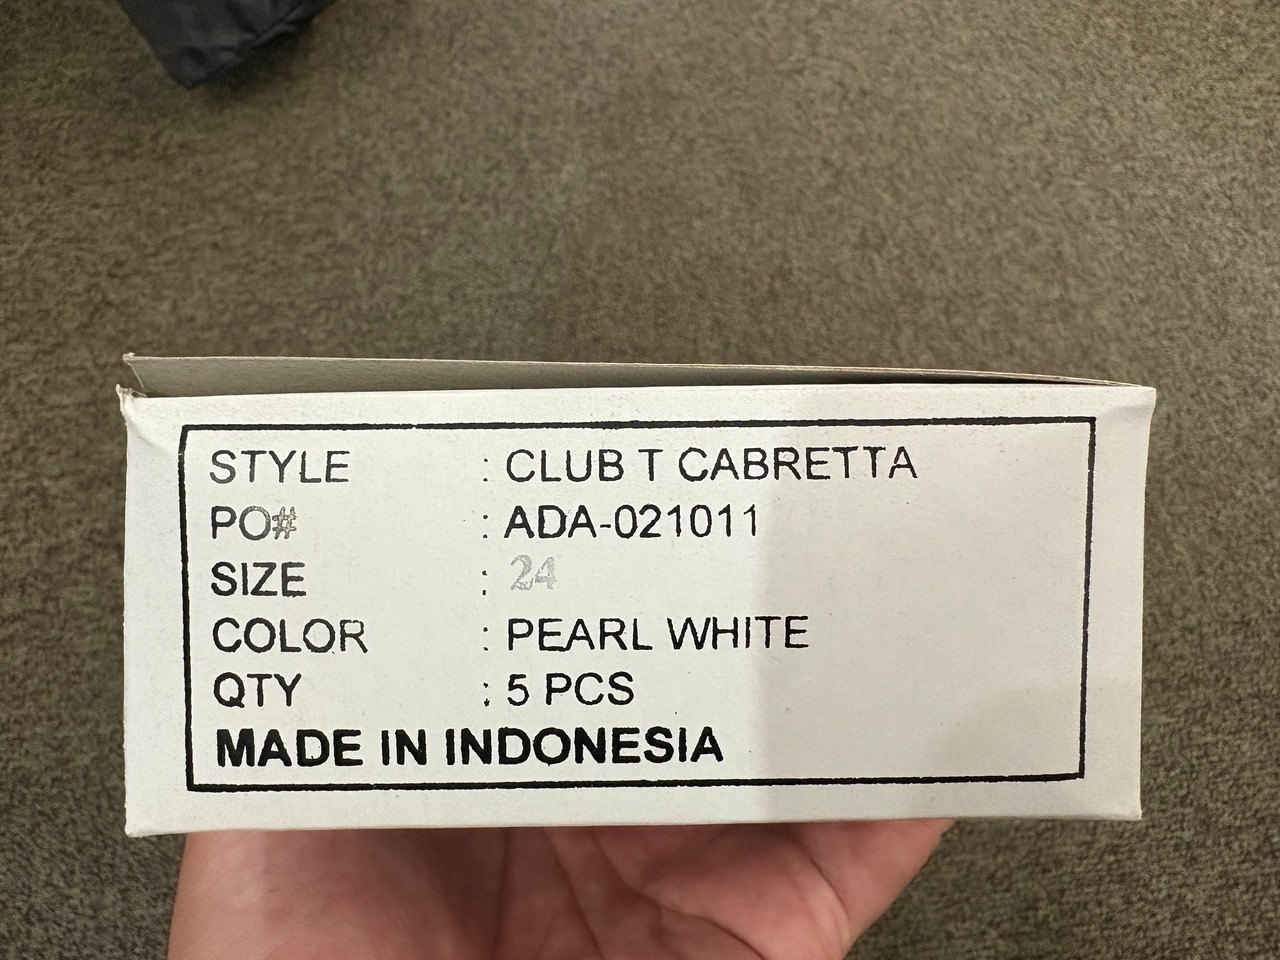 STYLE : CLUB T CABRETTA
PO# : ADA-021011
SIZE : 24
COLOR : PEARL WHITE
QTY : 5 PCS
MADE IN INDONESIA